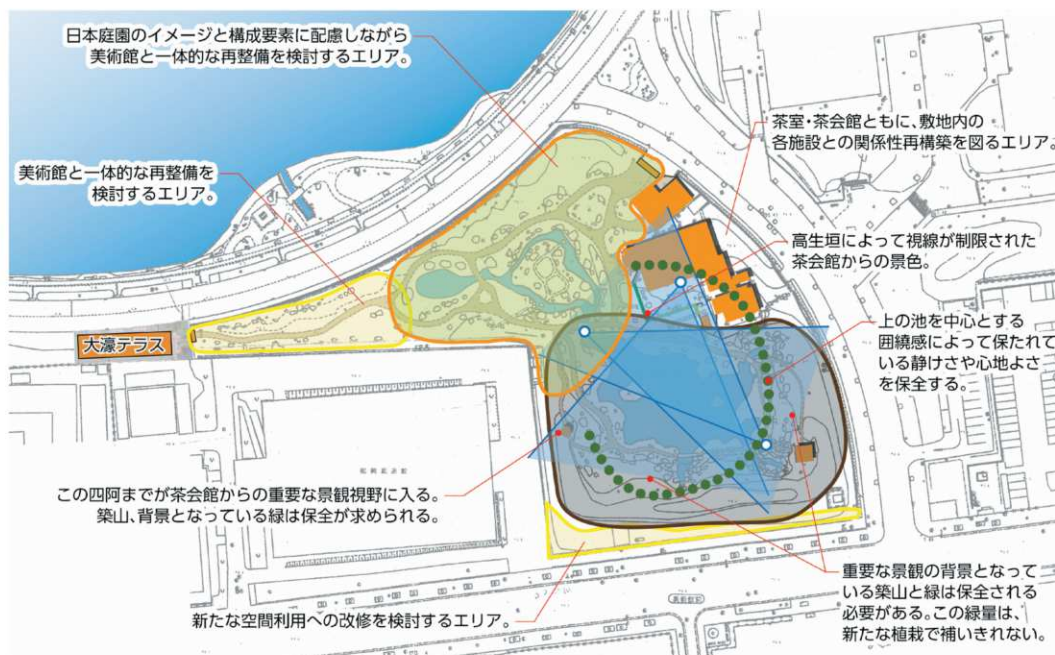 日本庭園のイメージと構成要素に配慮しながら
美術館と一体的な再整備を検討するエリア。
茶室・茶会館ともに、敷地内の
各施設との関係性再構築を図るエリア。
美術館と一体的な再整備を
検討するエリア。
高生垣によって視線が制限された
茶会館からの景色。
大濠テラス
上の池を中心とする
囲繞感によって保たれて
いる静けさや心地よさ
を保全する。
この四阿までが茶会館からの重要な景観視野に入る。
築山、背景となっている緑は保全が求められる。
重要な景観の背景となって
いる築山と緑は保全される
必要がある。この緑量は、
新たな植栽で補いきれない。
新たな空間利用への改修を検討するエリア。